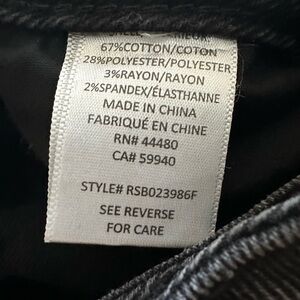 67%COTTON/COTON
28%POLYESTER/POLYESTER
3%RAYON/RAYON
2%SPANDEX/ÉLASTHANNE
MADE IN CHINA
FABRIQUÉ EN CHINE
RN# 44480
CA# 59940
STYLE# RSB023986F
SEE REVERSE
FOR CARE